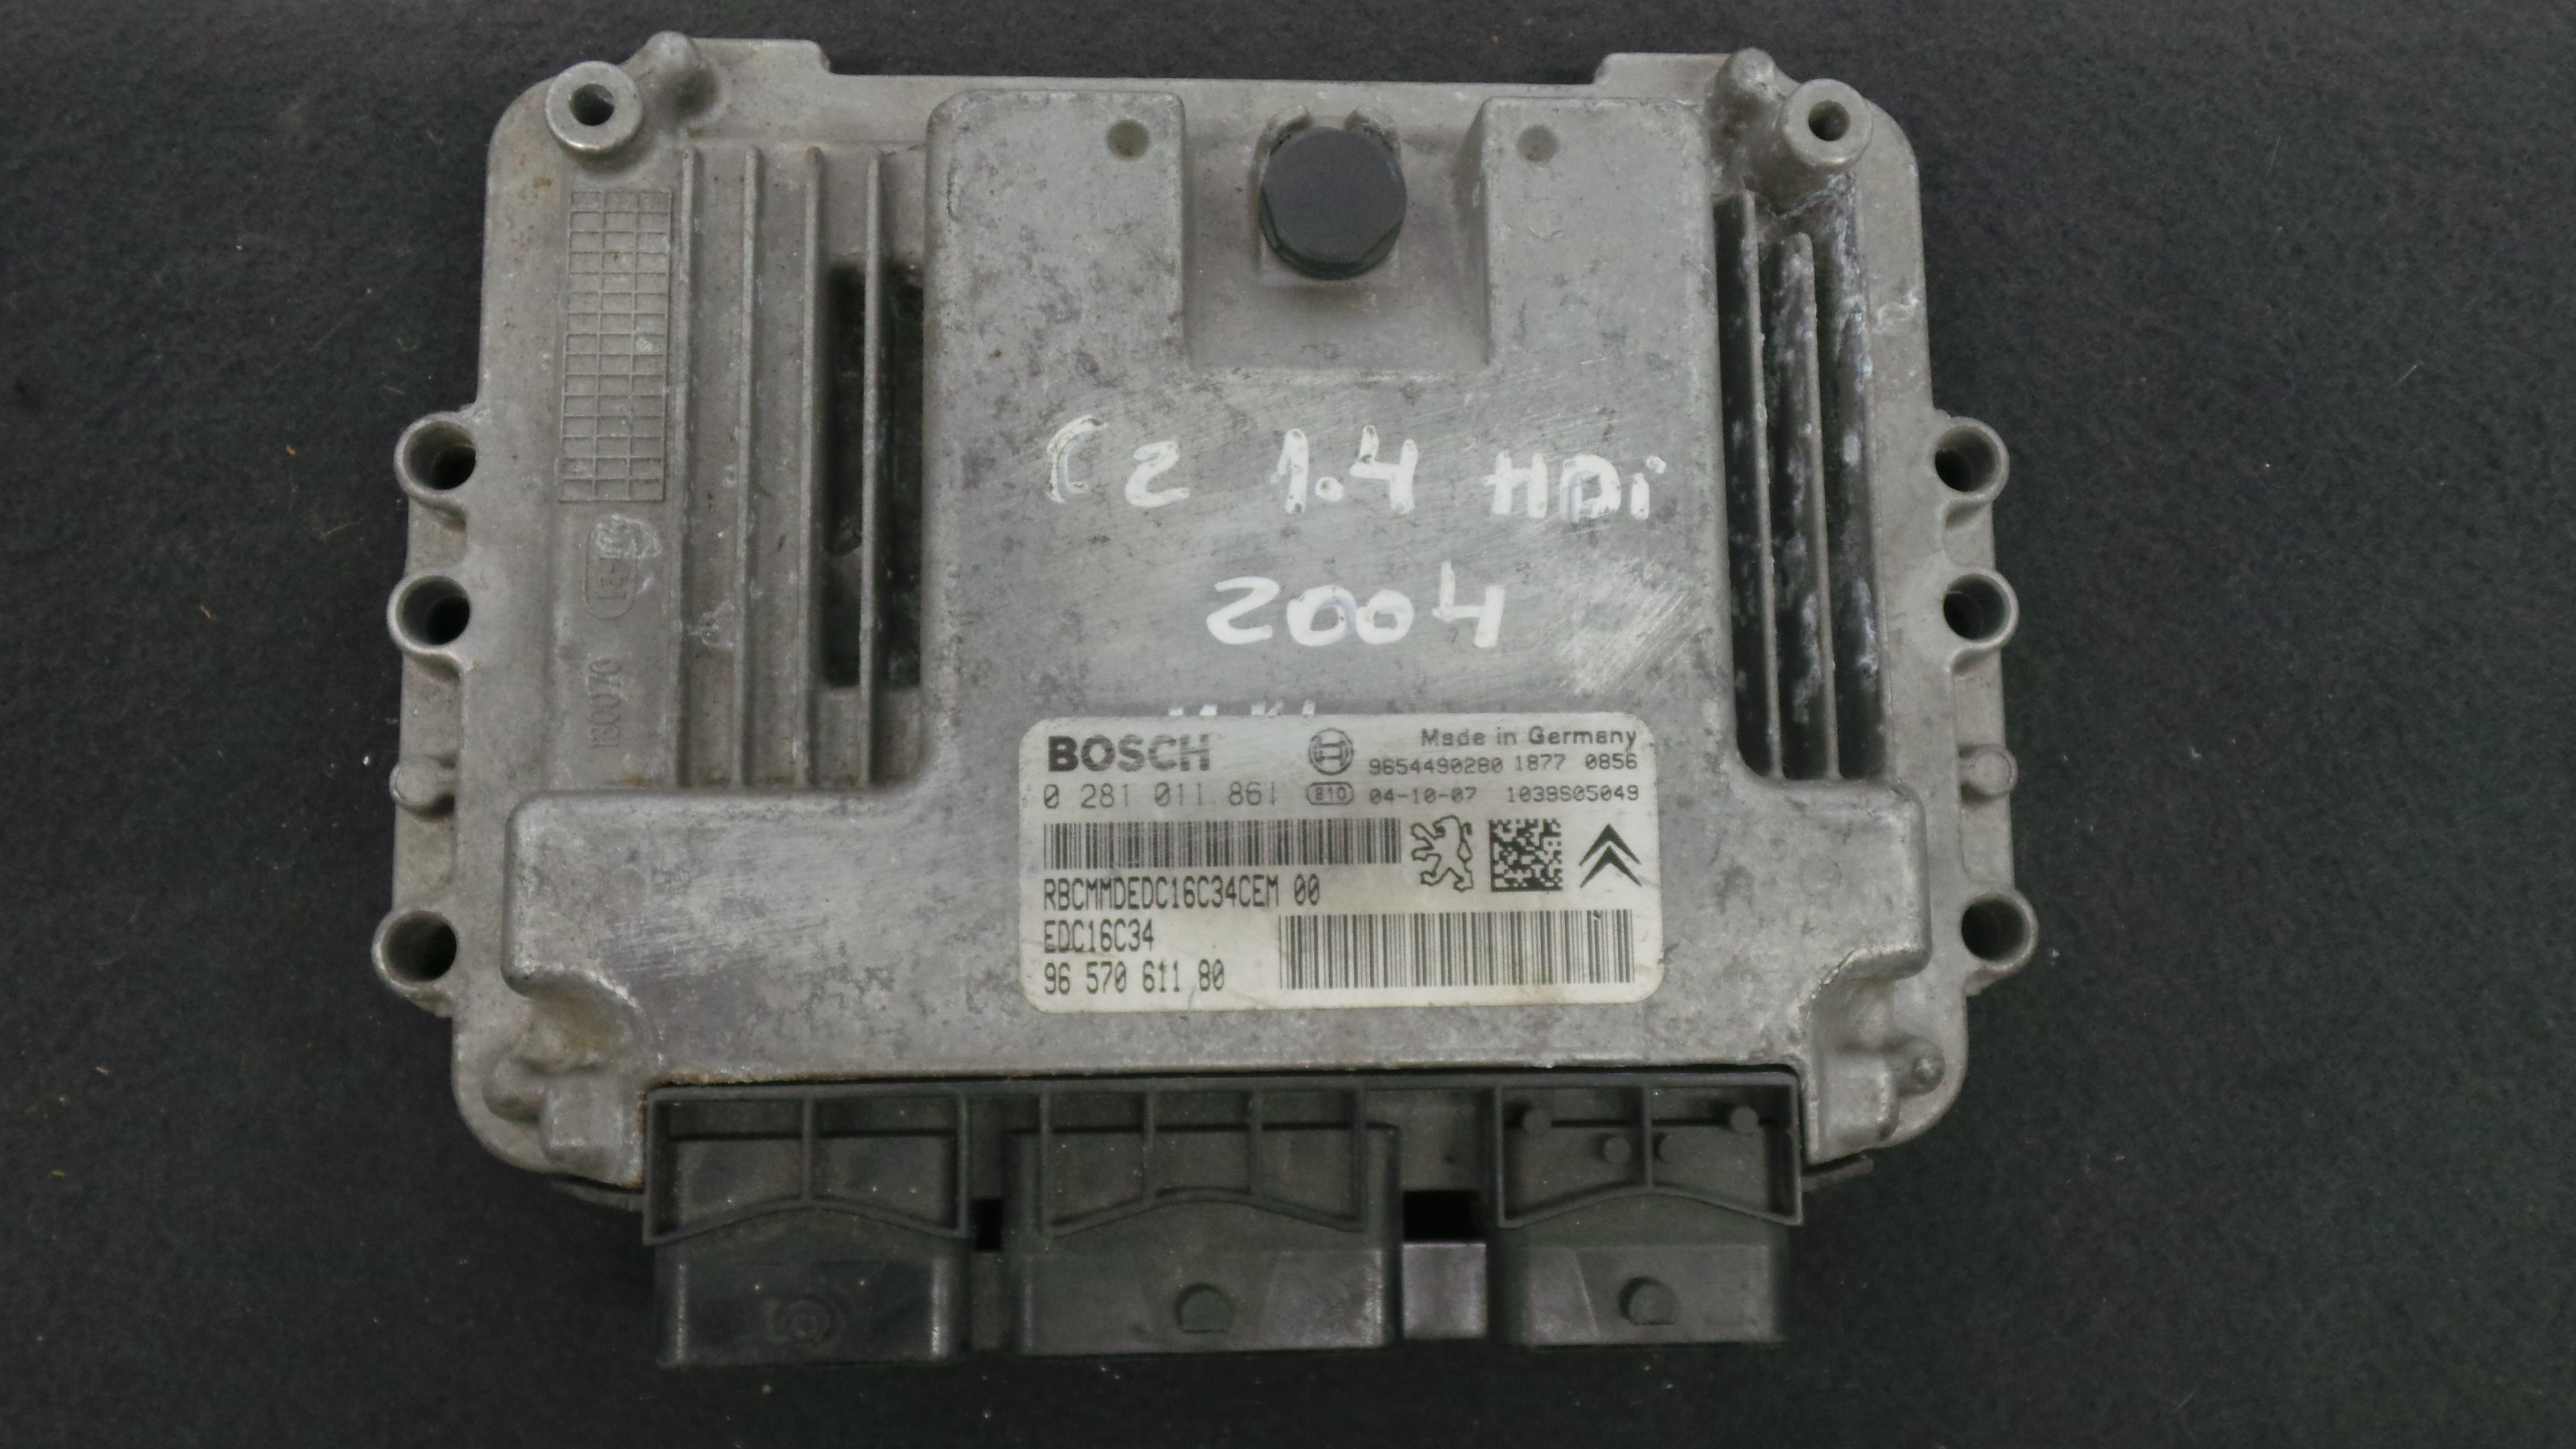 C2 1.4 HDi
2004
BOSCH
Made in Germany
9654490280 1877 0856
0 281 011 861
810 04-10-07 1039S05049
RBCMMDEDC16C34CEM 00
EDC16C34
96 570 611 80